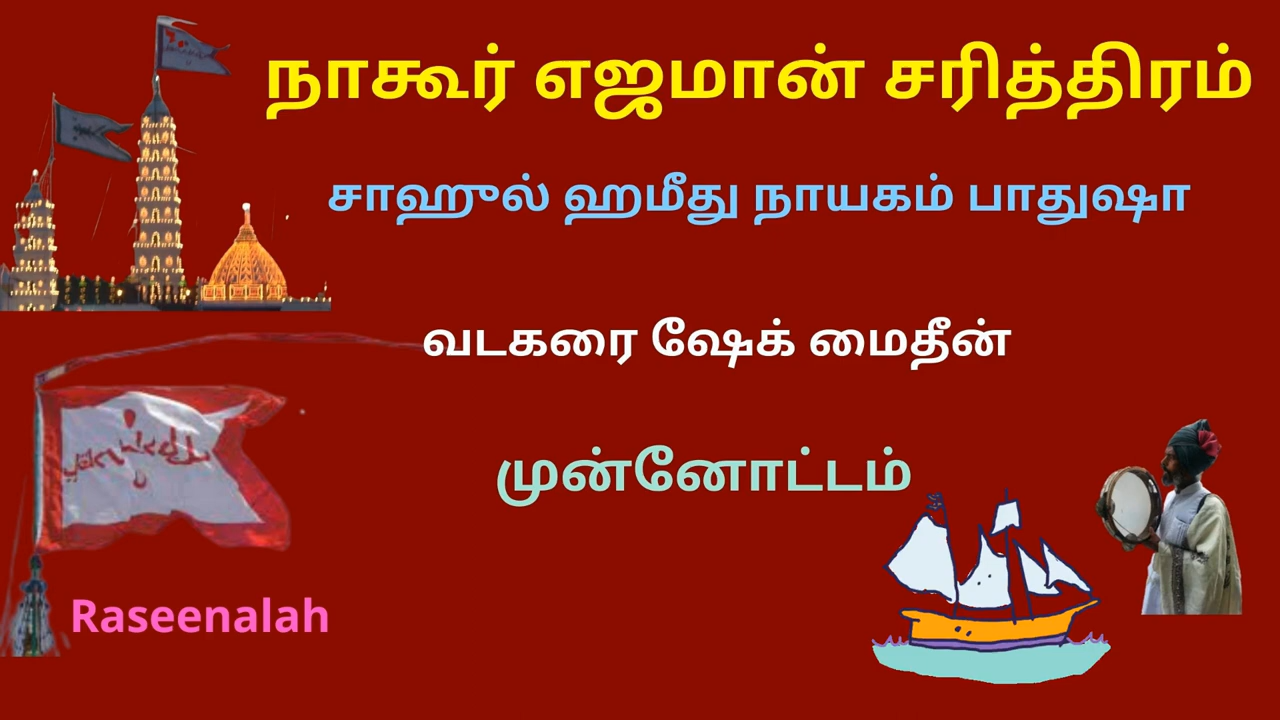 நாகூர் எஜமான் சரித்திரம்
சாஹுல் ஹமீது நாயகம் பாதுஷா
வடகரை ஷேக் மைதீன்
முன்னோட்டம்
Raseenalah